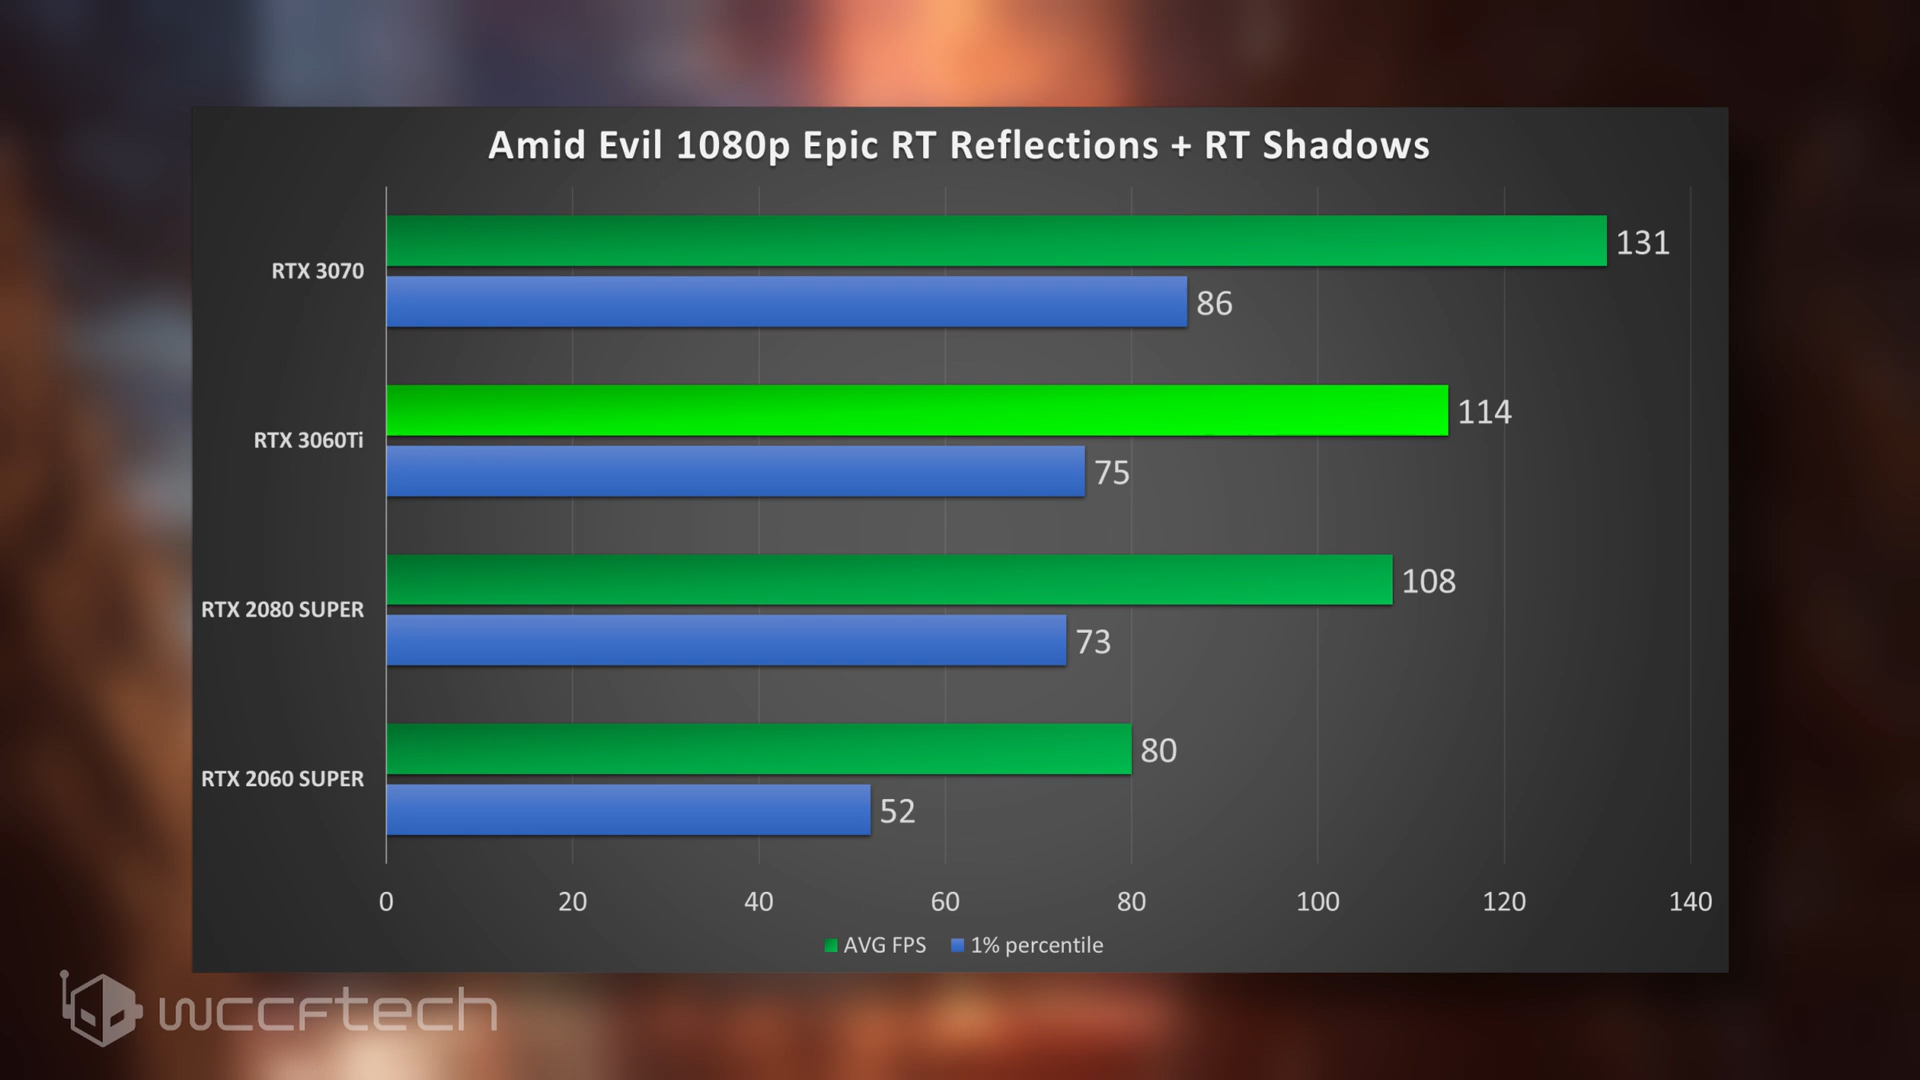 Amid Evil 1080p Epic RT Reflections + RT Shadows
RTX 3070
131
86
RTX 3060Ti
114
75
RTX 2080 SUPER
108
73
RTX 2060 SUPER
80
52
0 20 40 60 80 100 120 140
AVG FPS 1% percentile
wccftech